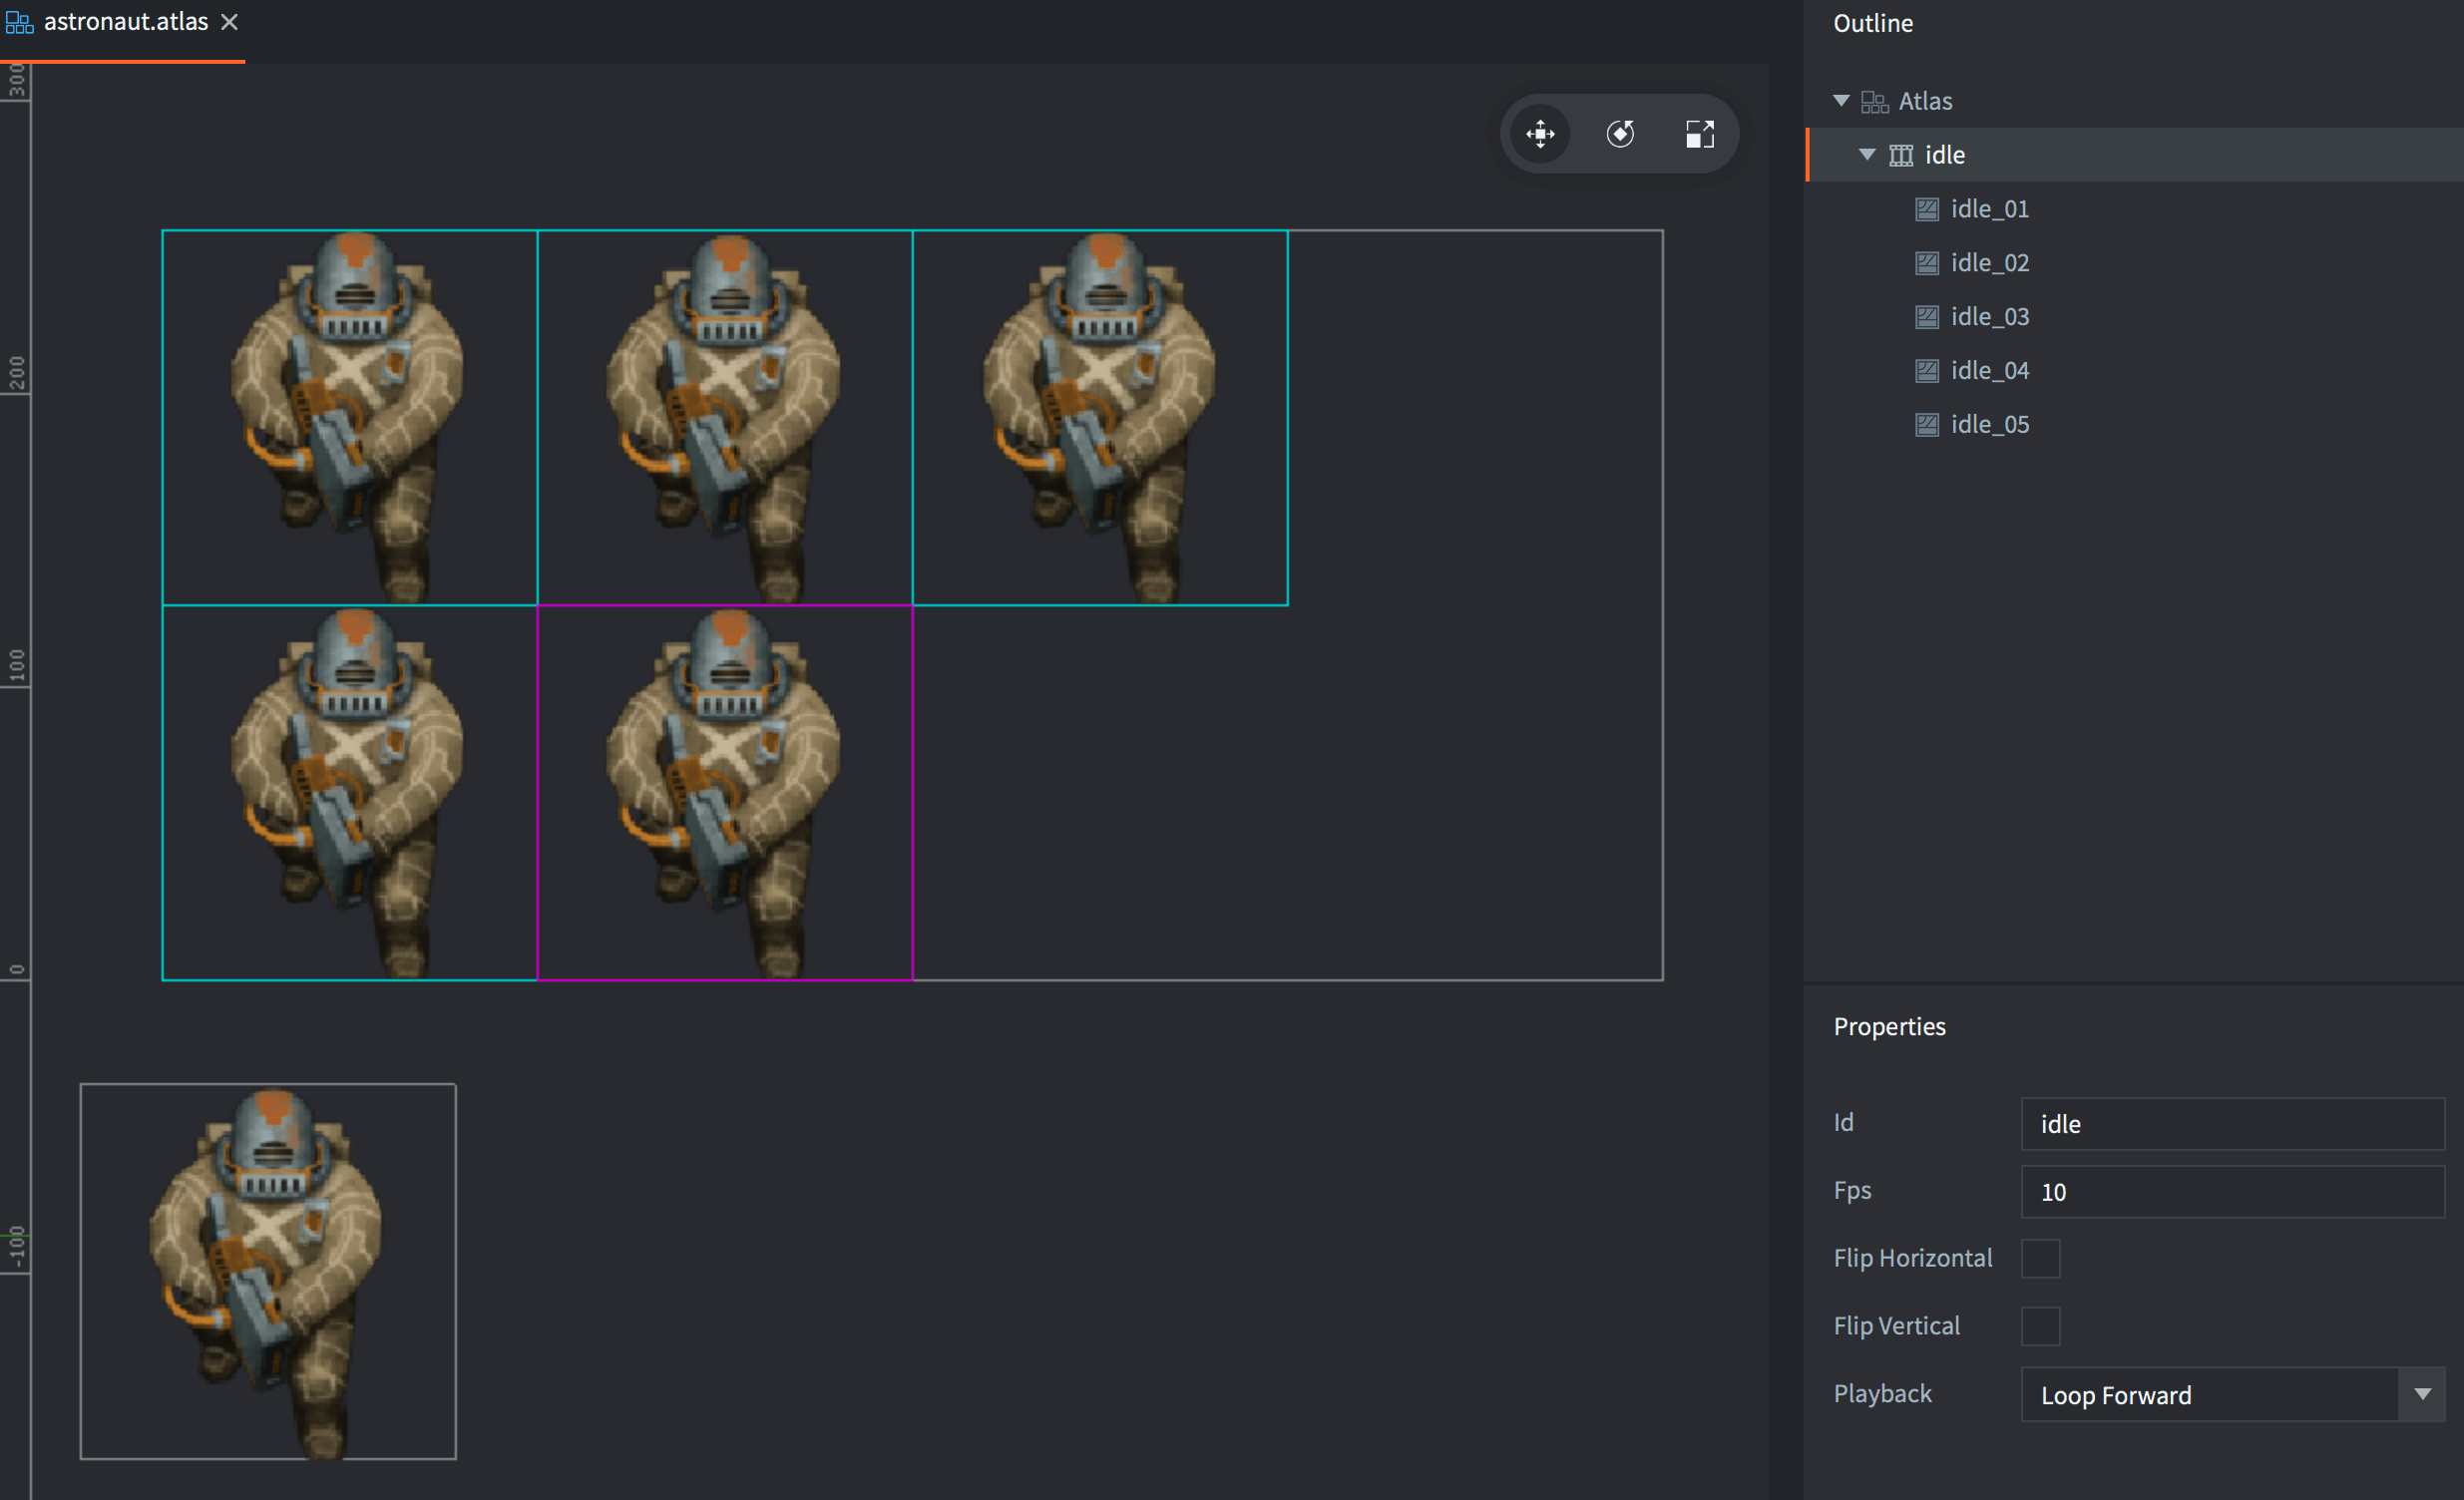 astronaut.atlas
300
200
100
0
-100
Outline
Atlas
idle
idle_01
idle_02
idle_03
idle_04
idle_05
Properties
Id idle
Fps 10
Flip Horizontal
Flip Vertical
Playback Loop Forward